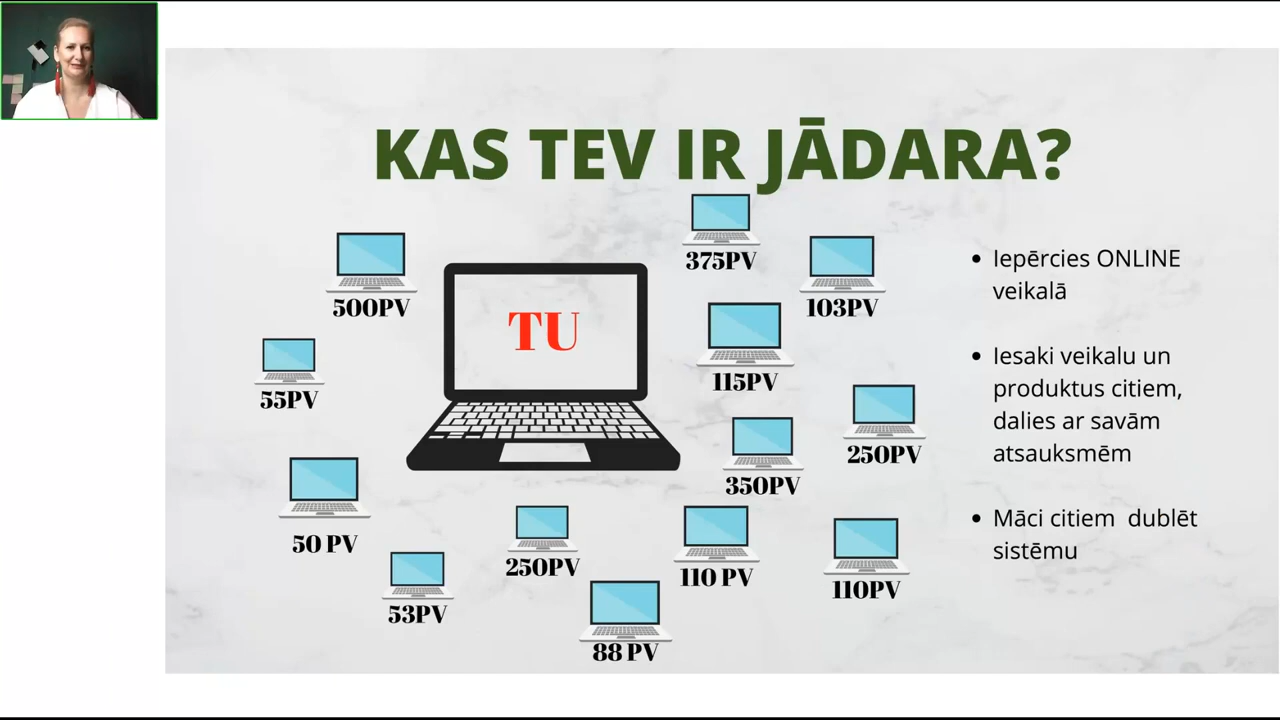 KAS TEV IR JĀDARA?
375PV
500PV
103PV
TU
115PV
55PV
250PV
350PV
50 PV
250PV
110 PV
110PV
53PV
88 PV
• Iepērcies ONLINE
veikalā
• Iesaki veikalu un
produktus citiem,
dalies ar savām
atsauksmēm
• Māci citiem dublēt
sistēmu